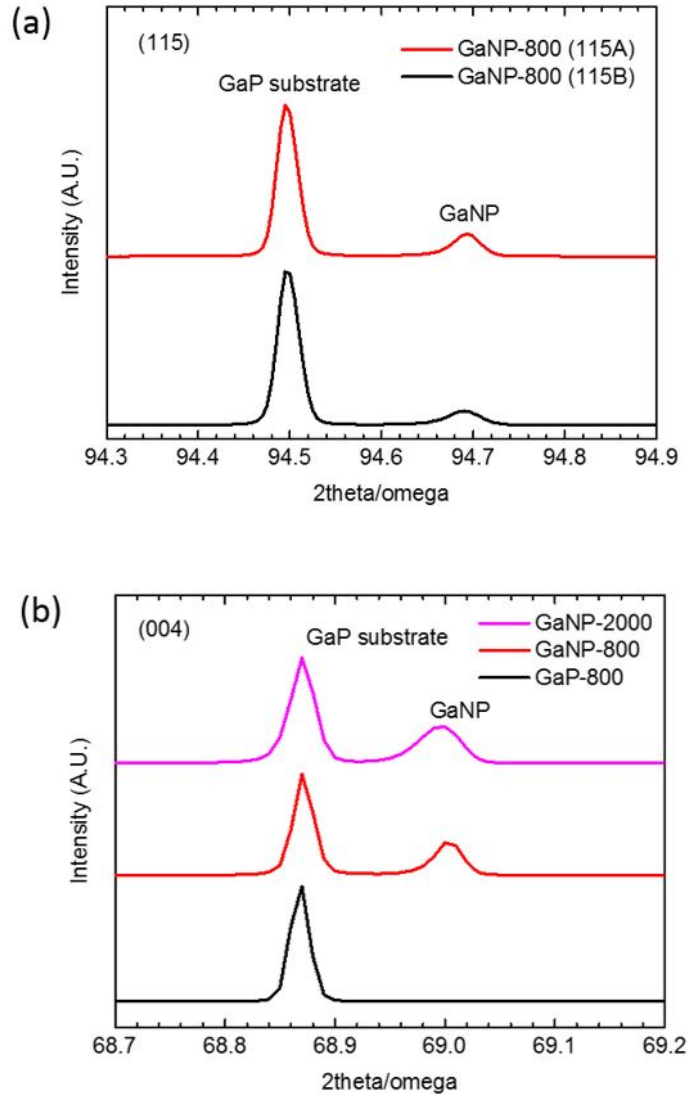 (a)
(115)
GaNP-800 (115A)
GaNP-800 (115B)
GaP substrate
GaNP
Intensity (A.U.)
94.3 94.4 94.5 94.6 94.7 94.8 94.9
2theta/omega
(b)
(004)
GaNP-2000
GaNP-800
GaP-800
GaP substrate
GaNP
Intensity (A.U.)
68.7 68.8 68.9 69.0 69.1 69.2
2theta/omega